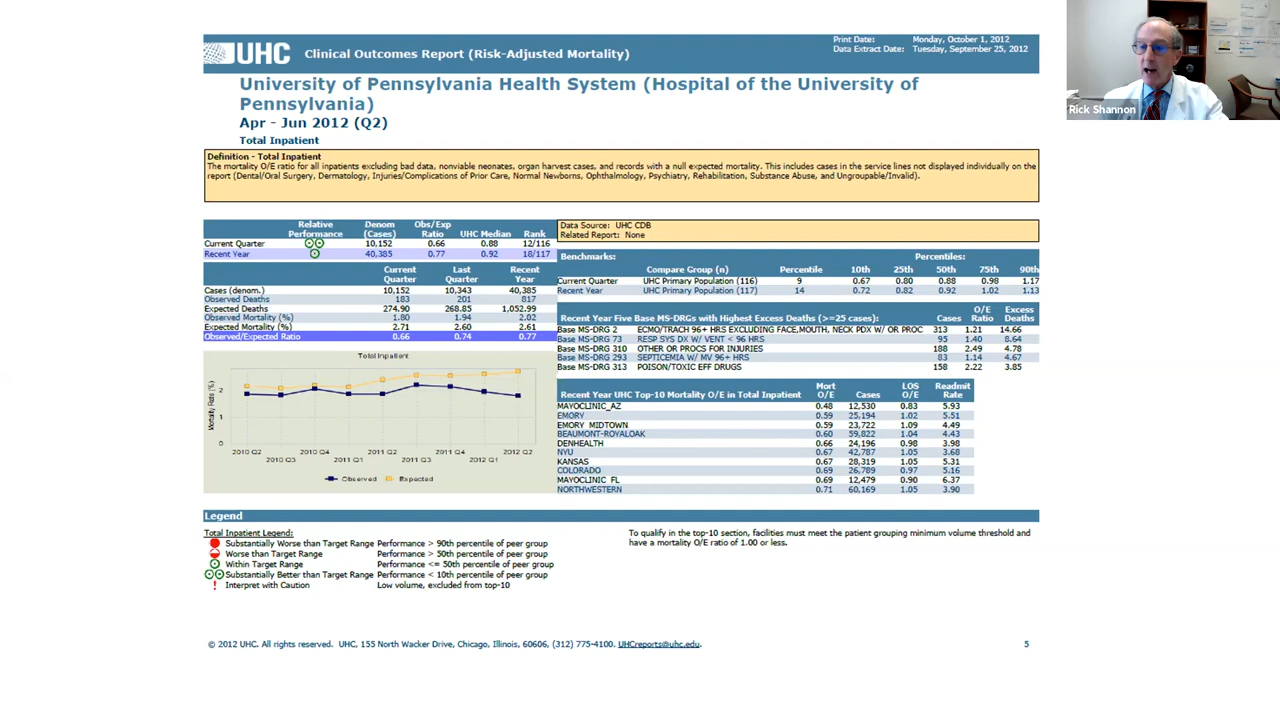 UHC Clinical Outcomes Report (Risk-Adjusted Mortality)
Print Date: Monday, October 1, 2012
Data Extract Date: Tuesday, September 25, 2012
Rick Shannon
University of Pennsylvania Health System (Hospital of the University of
Pennsylvania)
Apr - Jun 2012 (Q2)
Total Inpatient
Definition - Total Inpatient
The mortality O/E ratio for all inpatients excluding bad data, nonviable neonates, organ harvest cases, and records with a null expected mortality. This includes cases in the service lines not displayed individually on the
report (Dental/Oral Surgery, Dermatology, Injuries/Complications of Prior Care, Normal Newborns, Ophthalmology, Psychiatry, Rehabilitation, Substance Abuse, and Ungroupable/Invalid).
Relative Performance Denom (Cases) Obs/Exp Ratio UHC Median Rank
Current Quarter 10,152 0.66 0.88 12/116
Recent Year 40,385 0.77 0.92 18/117
Current Quarter Last Quarter Recent Year
Cases (denom.) 10,152 10,343 40,385
Observed Deaths 183 201 817
Expected Deaths 274.90 268.85 1,052.99
Observed Mortality (%) 1.80 1.94 2.02
Expected Mortality (%) 2.71 2.60 2.61
Observed/Expected Ratio 0.66 0.74 0.77
Total Inpatient
Mortality Rate (%)
2
1
0
2010 Q2 2010 Q3 2010 Q4 2011 Q1 2011 Q2 2011 Q3 2011 Q4 2012 Q1 2012 Q2
Observed Expected
Data Source: UHC CDB
Related Report: None
Benchmarks: Percentiles:
Compare Group (n) Percentile 10th 25th 50th 75th 90th
Current Quarter UHC Primary Population (116) 9 0.67 0.80 0.88 0.98 1.17
Recent Year UHC Primary Population (117) 14 0.72 0.82 0.92 1.02 1.13
Recent Year Five Base MS-DRGs with Highest Excess Deaths (>=25 cases) Cases O/E Ratio Excess Deaths
Base MS-DRG 2 ECMO/TRACH 96+ HRS EXCLUDING FACE,MOUTH, NECK PDX W/ OR PROC 313 1.21 14.66
Base MS-DRG 73 RESP SYS DX W/ VENT < 96 HRS 95 1.40 8.64
Base MS-DRG 310 OTHER OR PROCS FOR INJURIES 188 2.49 4.78
Base MS-DRG 293 SEPTICEMIA W/ MV 96+ HRS 83 1.14 4.67
Base MS-DRG 313 POISON/TOXIC EFF DRUGS 158 2.22 3.85
Recent Year UHC Top-10 Mortality O/E in Total Inpatient Mort O/E Cases LOS O/E Readmit Rate
MAYOCLINIC_AZ 0.48 12,530 0.83 5.93
EMORY 0.59 25,194 1.02 5.51
EMORY_MIDTOWN 0.59 23,722 1.09 4.49
BEAUMONT-ROYALOAK 0.60 59,822 1.04 4.43
DENHEALTH 0.66 24,196 0.98 3.98
NYU 0.67 42,787 1.05 3.68
KANSAS 0.67 28,319 1.05 5.31
COLORADO 0.69 26,789 0.97 5.16
MAYOCLINIC_FL 0.69 12,479 0.90 6.37
NORTHWESTERN 0.71 60,169 1.05 3.90
Legend
Total Inpatient Legend:
Substantially Worse than Target Range Performance > 90th percentile of peer group
Worse than Target Range Performance > 50th percentile of peer group
Within Target Range Performance <= 50th percentile of peer group
Substantially Better than Target Range Performance < 10th percentile of peer group
! Interpret with Caution Low volume, excluded from top-10
To qualify in the top-10 section, facilities must meet the patient grouping minimum volume threshold and
have a mortality O/E ratio of 1.00 or less.
© 2012 UHC. All rights reserved. UHC, 155 North Wacker Drive, Chicago, Illinois, 60606, (312) 775-4100. UHCreports@uhc.edu.
5